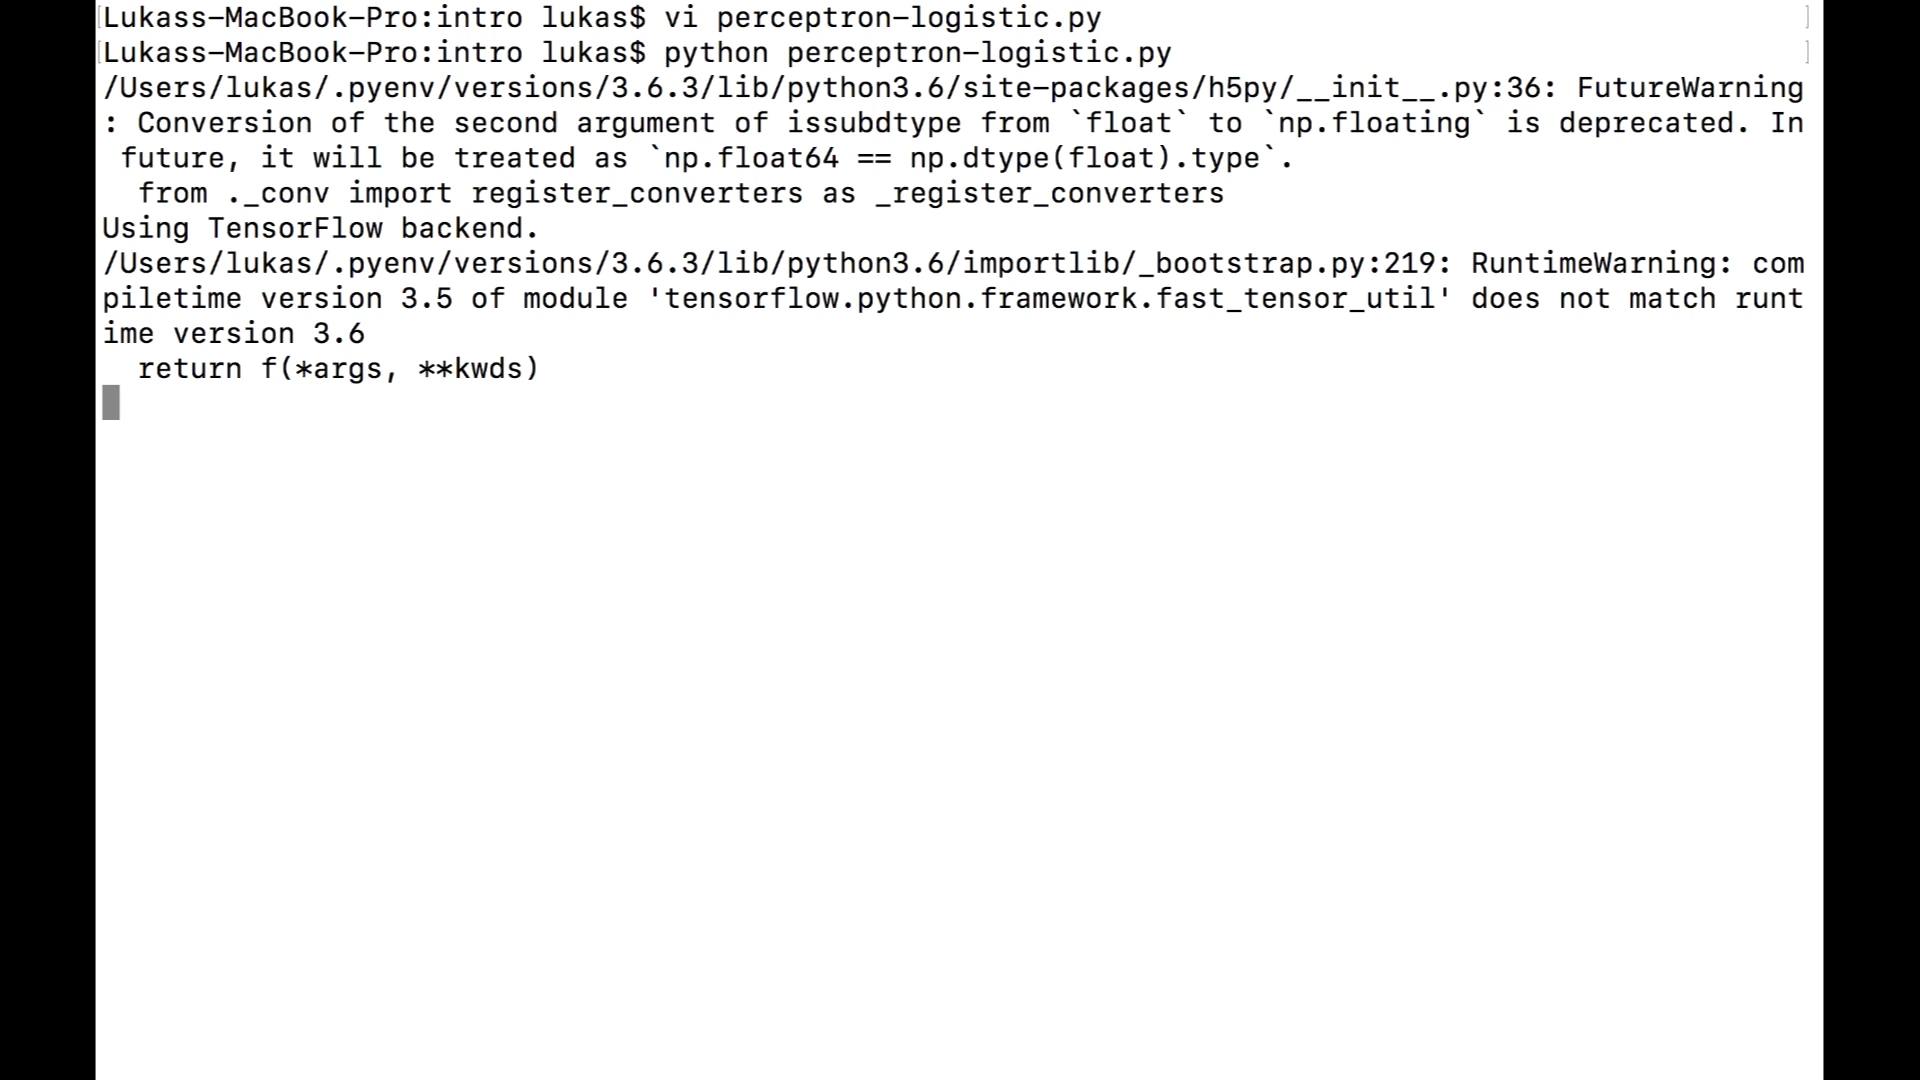 Lukass-MacBook-Pro:intro lukas$ vi perceptron-logistic.py
Lukass-MacBook-Pro:intro lukas$ python perceptron-logistic.py
/Users/lukas/.pyenv/versions/3.6.3/lib/python3.6/site-packages/h5py/__init__.py:36: FutureWarning
: Conversion of the second argument of issubdtype from `float` to `np.floating` is deprecated. In
 future, it will be treated as `np.float64 == np.dtype(float).type`.
  from ._conv import register_converters as _register_converters
Using TensorFlow backend.
/Users/lukas/.pyenv/versions/3.6.3/lib/python3.6/importlib/_bootstrap.py:219: RuntimeWarning: com
piletime version 3.5 of module 'tensorflow.python.framework.fast_tensor_util' does not match runt
ime version 3.6
  return f(*args, **kwds)